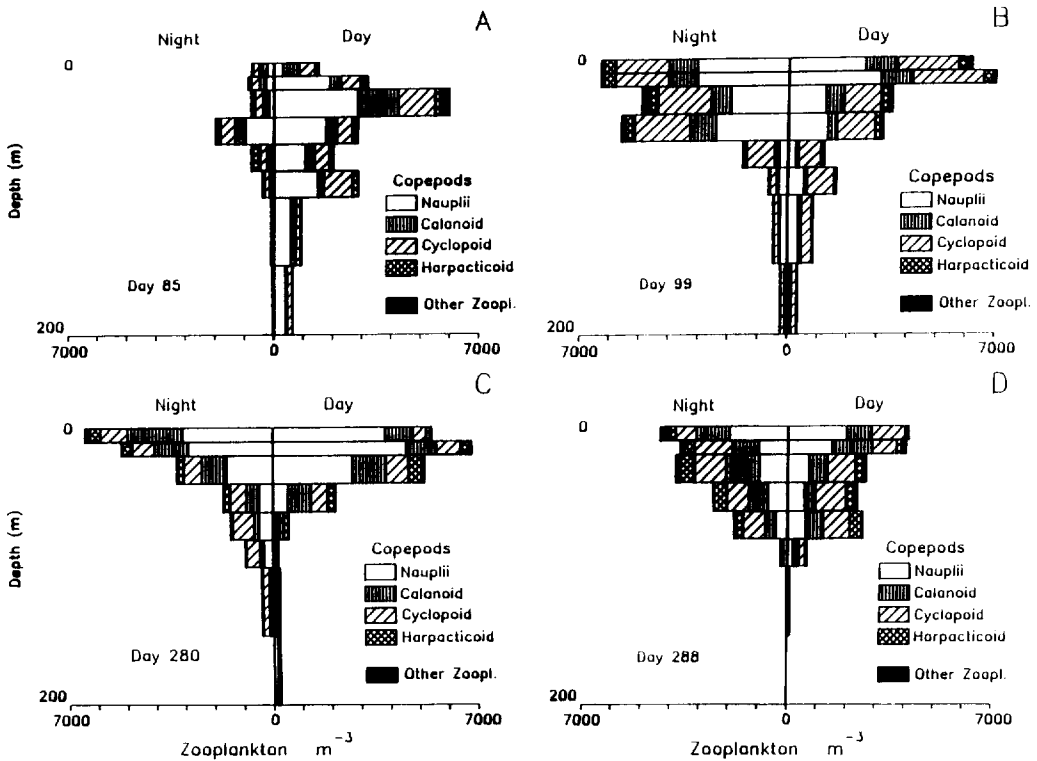 A
Night Day
0
Depth (m)
Copepods
Nauplii
Calanoid
Cyclopoid
Harpacticoid
Other Zoopl.
Day 85
200
7000 0 7000
B
Night Day
0
Copepods
Nauplii
Calanoid
Cyclopoid
Harpacticoid
Other Zoopl.
Day 99
200
7000 0 7000
C
Night Day
0
Depth (m)
Copepods
Nauplii
Calanoid
Cyclopoid
Harpacticoid
Other Zoopl.
Day 280
200
7000 0 7000
Zooplankton m⁻³
D
Night Day
0
Copepods
Nauplii
Calanoid
Cyclopoid
Harpacticoid
Other Zoopl.
Day 288
200
7000 0 7000
Zooplankton m⁻³